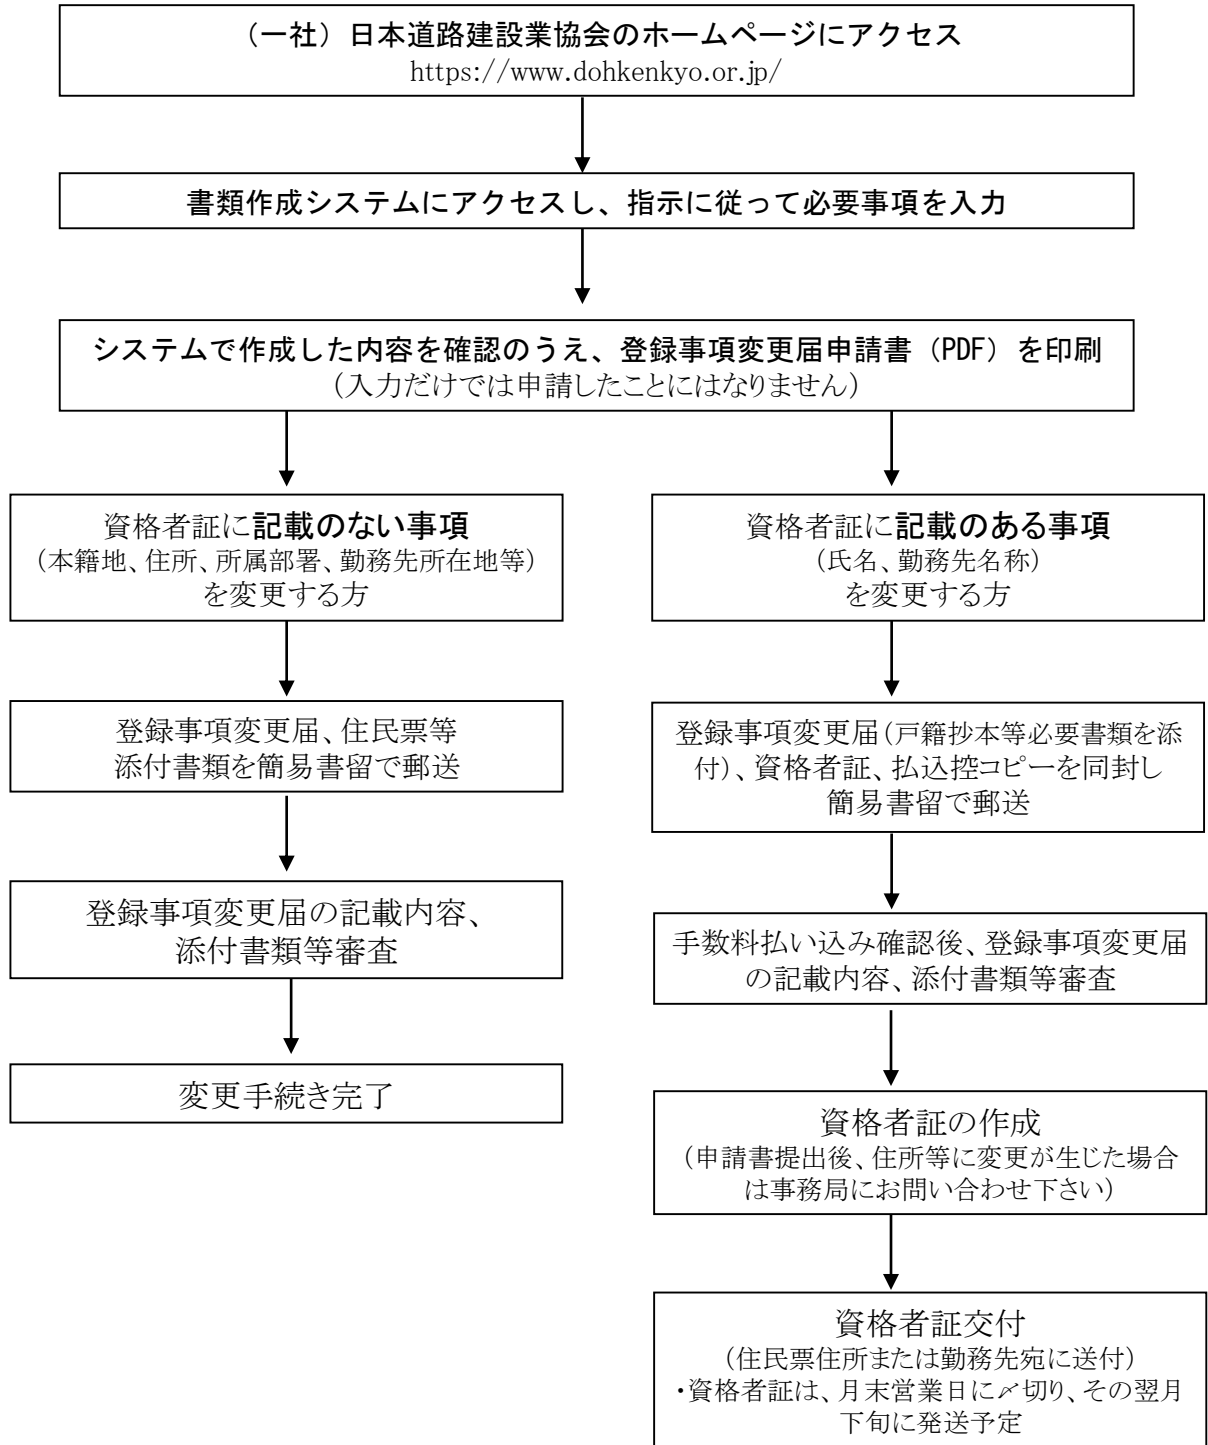 （一社）日本道路建設業協会のホームページにアクセス
https://www.dohkenkyo.or.jp/
書類作成システムにアクセスし、指示に従って必要事項を入力
システムで作成した内容を確認のうえ、登録事項変更届申請書（PDF）を印刷
（入力だけでは申請したことにはなりません）
資格者証に記載のない事項
（本籍地、住所、所属部署、勤務先所在地等）
を変更する方
登録事項変更届、住民票等
添付書類を簡易書留で郵送
登録事項変更届の記載内容、
添付書類等審査
変更手続き完了
資格者証に記載のある事項
（氏名、勤務先名称）
を変更する方
登録事項変更届（戸籍抄本等必要書類を添
付）、資格者証、払込控コピーを同封し
簡易書留で郵送
手数料払い込み確認後、登録事項変更届
の記載内容、添付書類等審査
資格者証の作成
（申請書提出後、住所等に変更が生じた場合
は事務局にお問い合わせ下さい）
資格者証交付
（住民票住所または勤務先宛に送付）
・資格者証は、月末営業日に〆切り、その翌月
下旬に発送予定